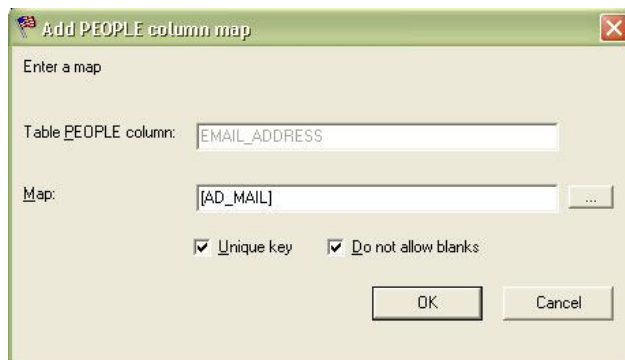 Add PEOPLE column map
Enter a map
Table PEOPLE column: EMAIL_ADDRESS
Map: [AD_MAIL] ...
Unique key Do not allow blanks
OK Cancel